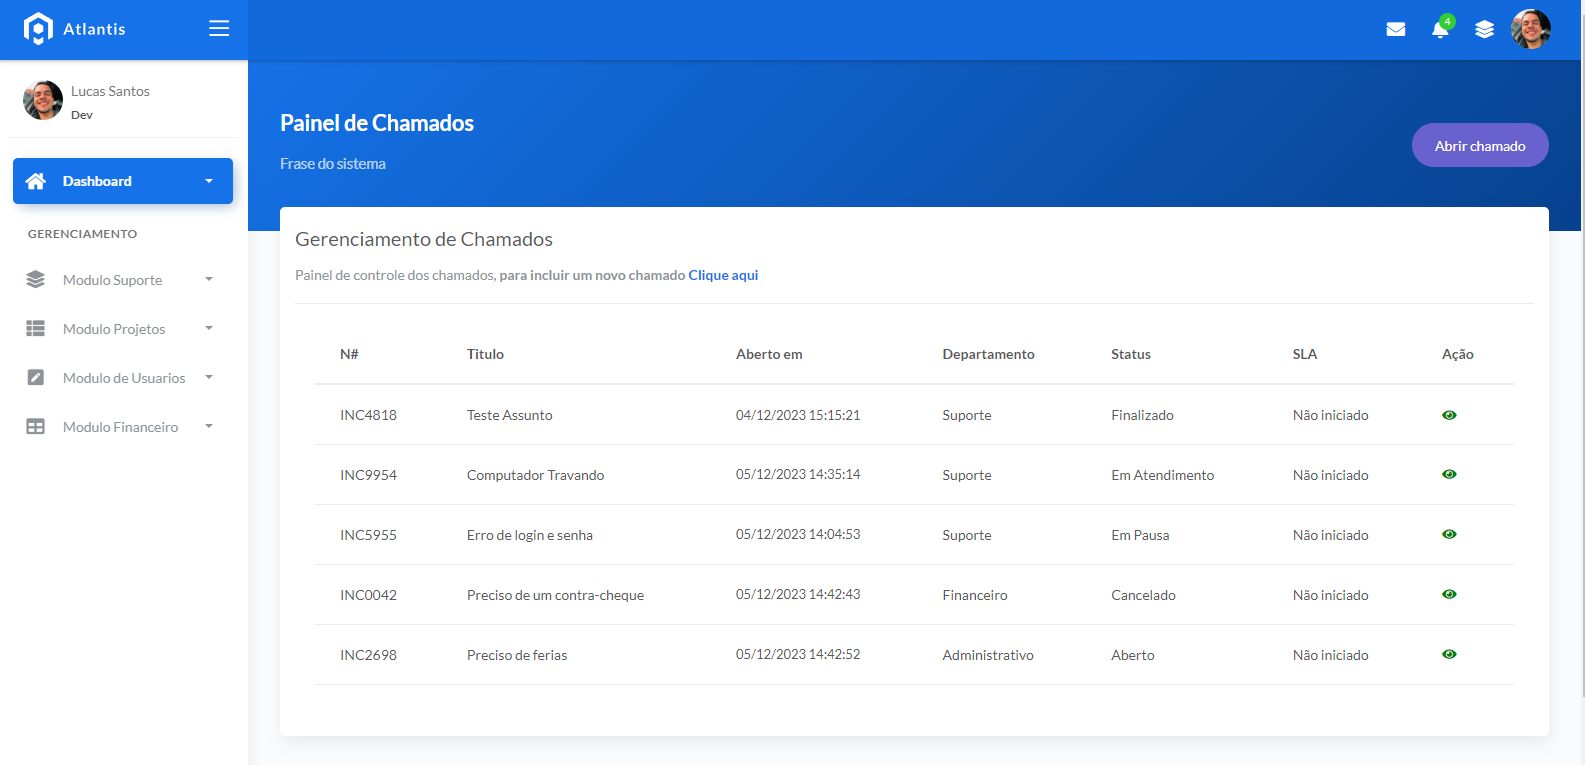 Atlantis
4
Lucas Santos
Dev
Dashboard
GERENCIAMENTO
Modulo Suporte
Modulo Projetos
Modulo de Usuarios
Modulo Financeiro
Painel de Chamados
Frase do sistema
Abrir chamado
Gerenciamento de Chamados
Painel de controle dos chamados, para incluir um novo chamado Clique aqui
N# Titulo Aberto em Departamento Status SLA Ação
INC4818 Teste Assunto 04/12/2023 15:15:21 Suporte Finalizado Não iniciado
INC9954 Computador Travando 05/12/2023 14:35:14 Suporte Em Atendimento Não iniciado
INC5955 Erro de login e senha 05/12/2023 14:04:53 Suporte Em Pausa Não iniciado
INC0042 Preciso de um contra-cheque 05/12/2023 14:42:43 Financeiro Cancelado Não iniciado
INC2698 Preciso de ferias 05/12/2023 14:42:52 Administrativo Aberto Não iniciado